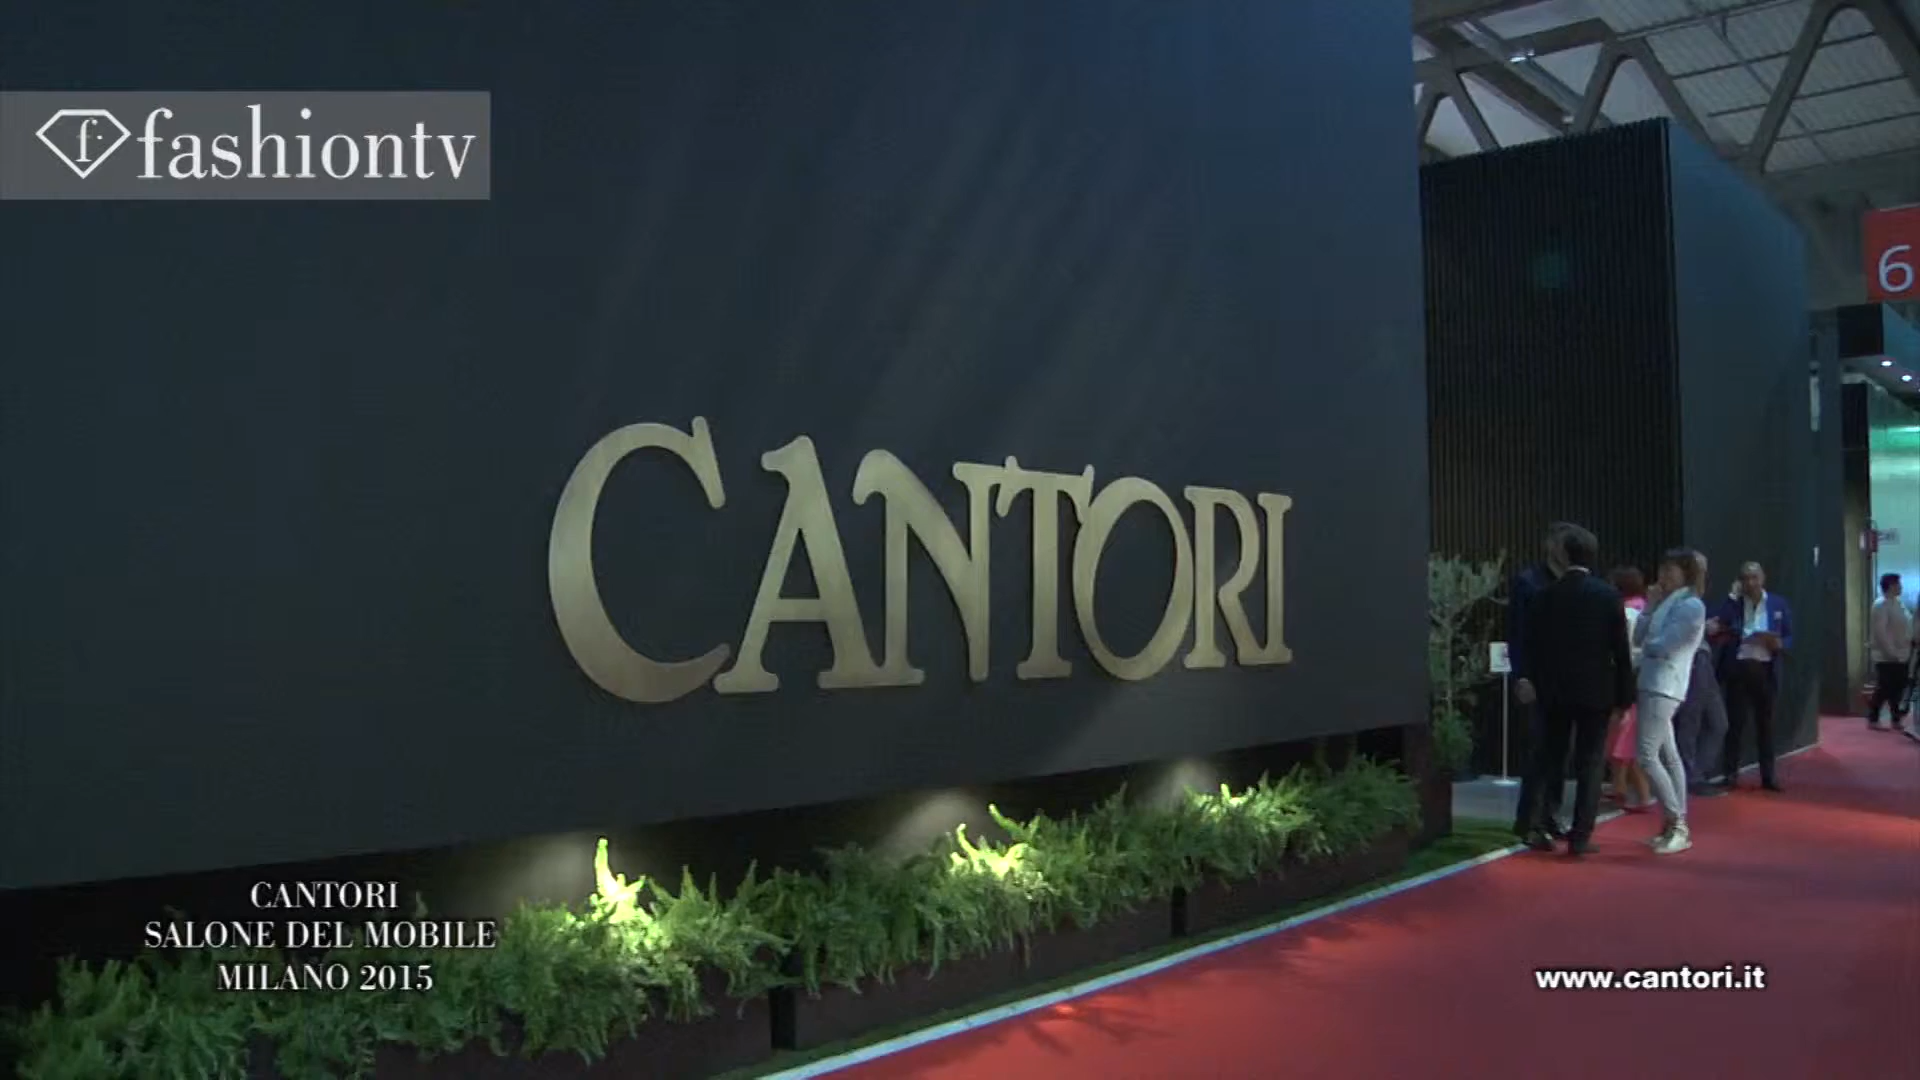 f.
fashiontv
6
CANTORI
CANTORI
SALONE DEL MOBILE
MILANO 2015
www.cantori.it